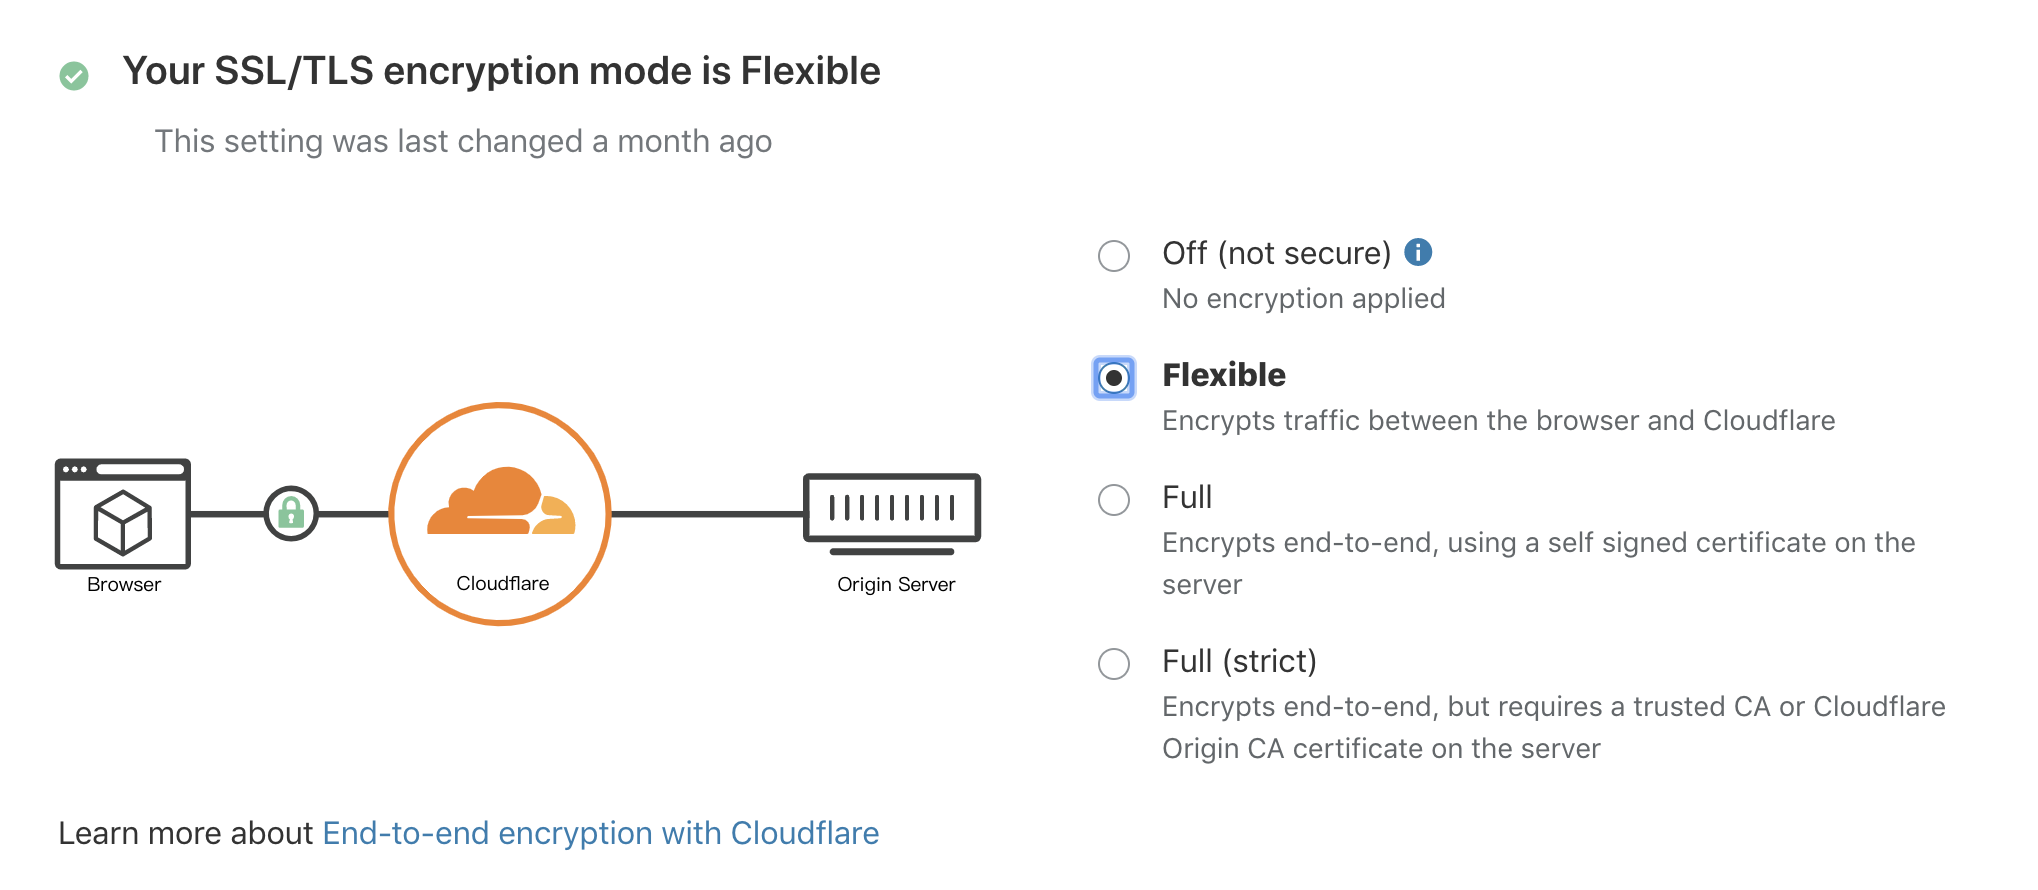 Your SSL/TLS encryption mode is Flexible
This setting was last changed a month ago
Off (not secure)
No encryption applied
Flexible
Encrypts traffic between the browser and Cloudflare
Full
Encrypts end-to-end, using a self signed certificate on the
server
Full (strict)
Encrypts end-to-end, but requires a trusted CA or Cloudflare
Origin CA certificate on the server
Browser
Cloudflare
Origin Server
Learn more about End-to-end encryption with Cloudflare